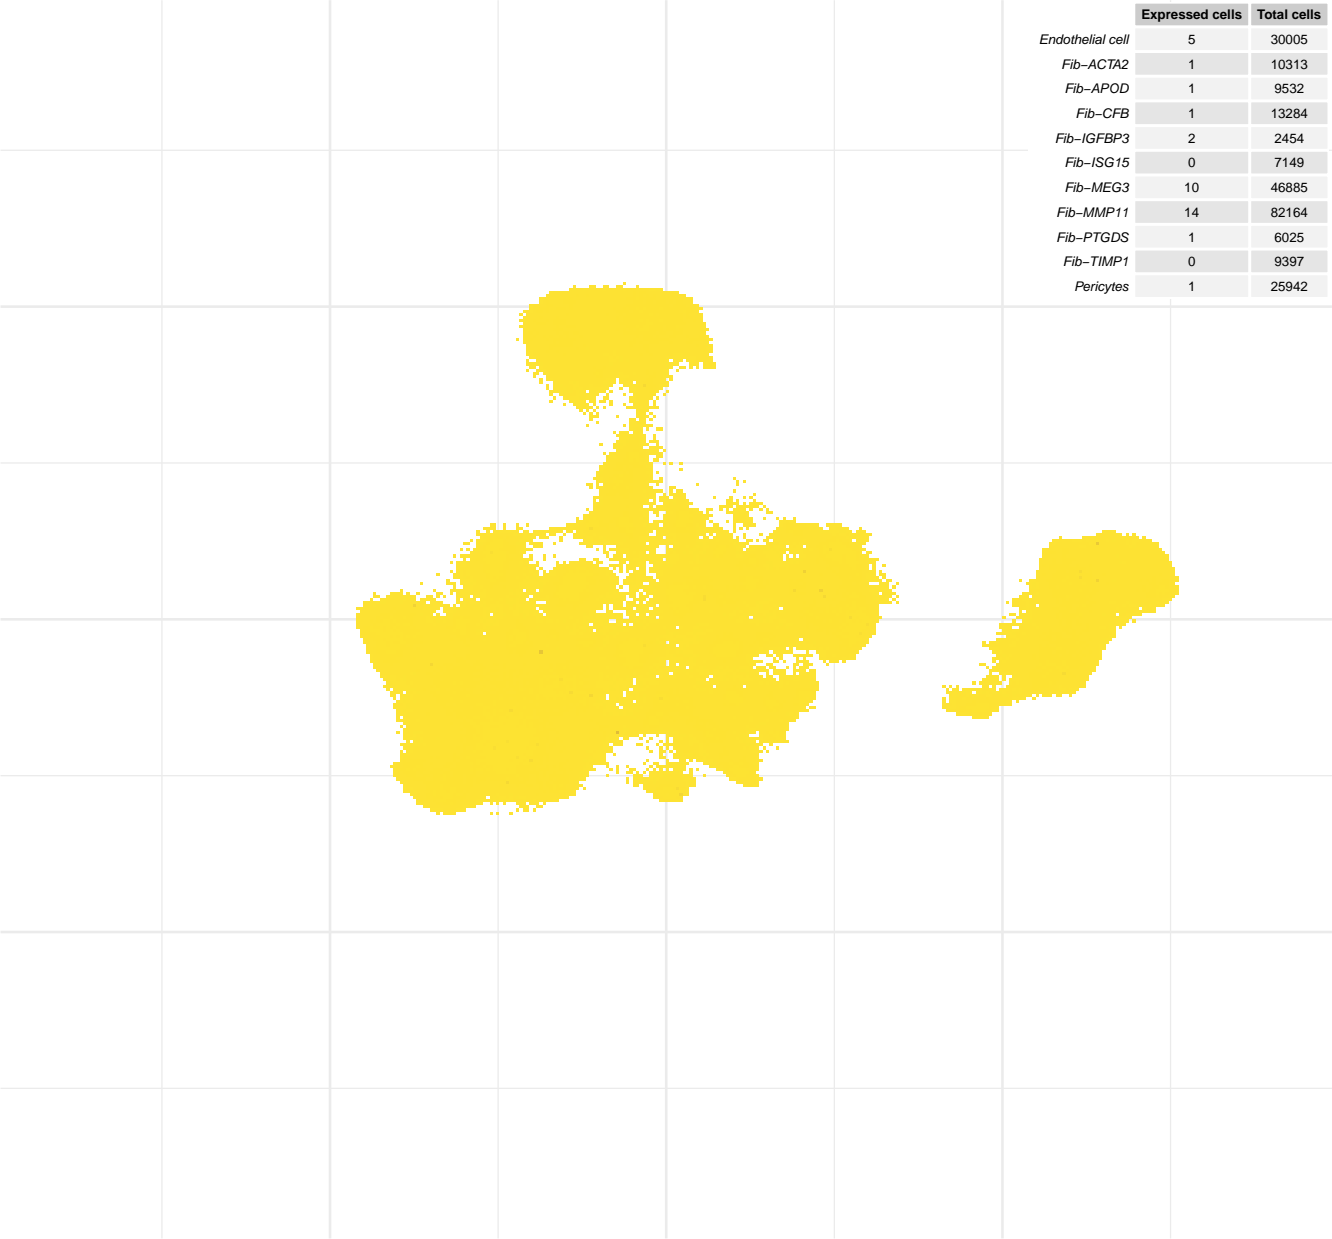 Expressed cells Total cells
Endothelial cell 5 30005
Fib−ACTA2 1 10313
Fib−APOD 1 9532
Fib−CFB 1 13284
Fib−IGFBP3 2 2454
Fib−ISG15 0 7149
Fib−MEG3 10 46885
Fib−MMP11 14 82164
Fib−PTGDS 1 6025
Fib−TIMP1 0 9397
Pericytes 1 25942